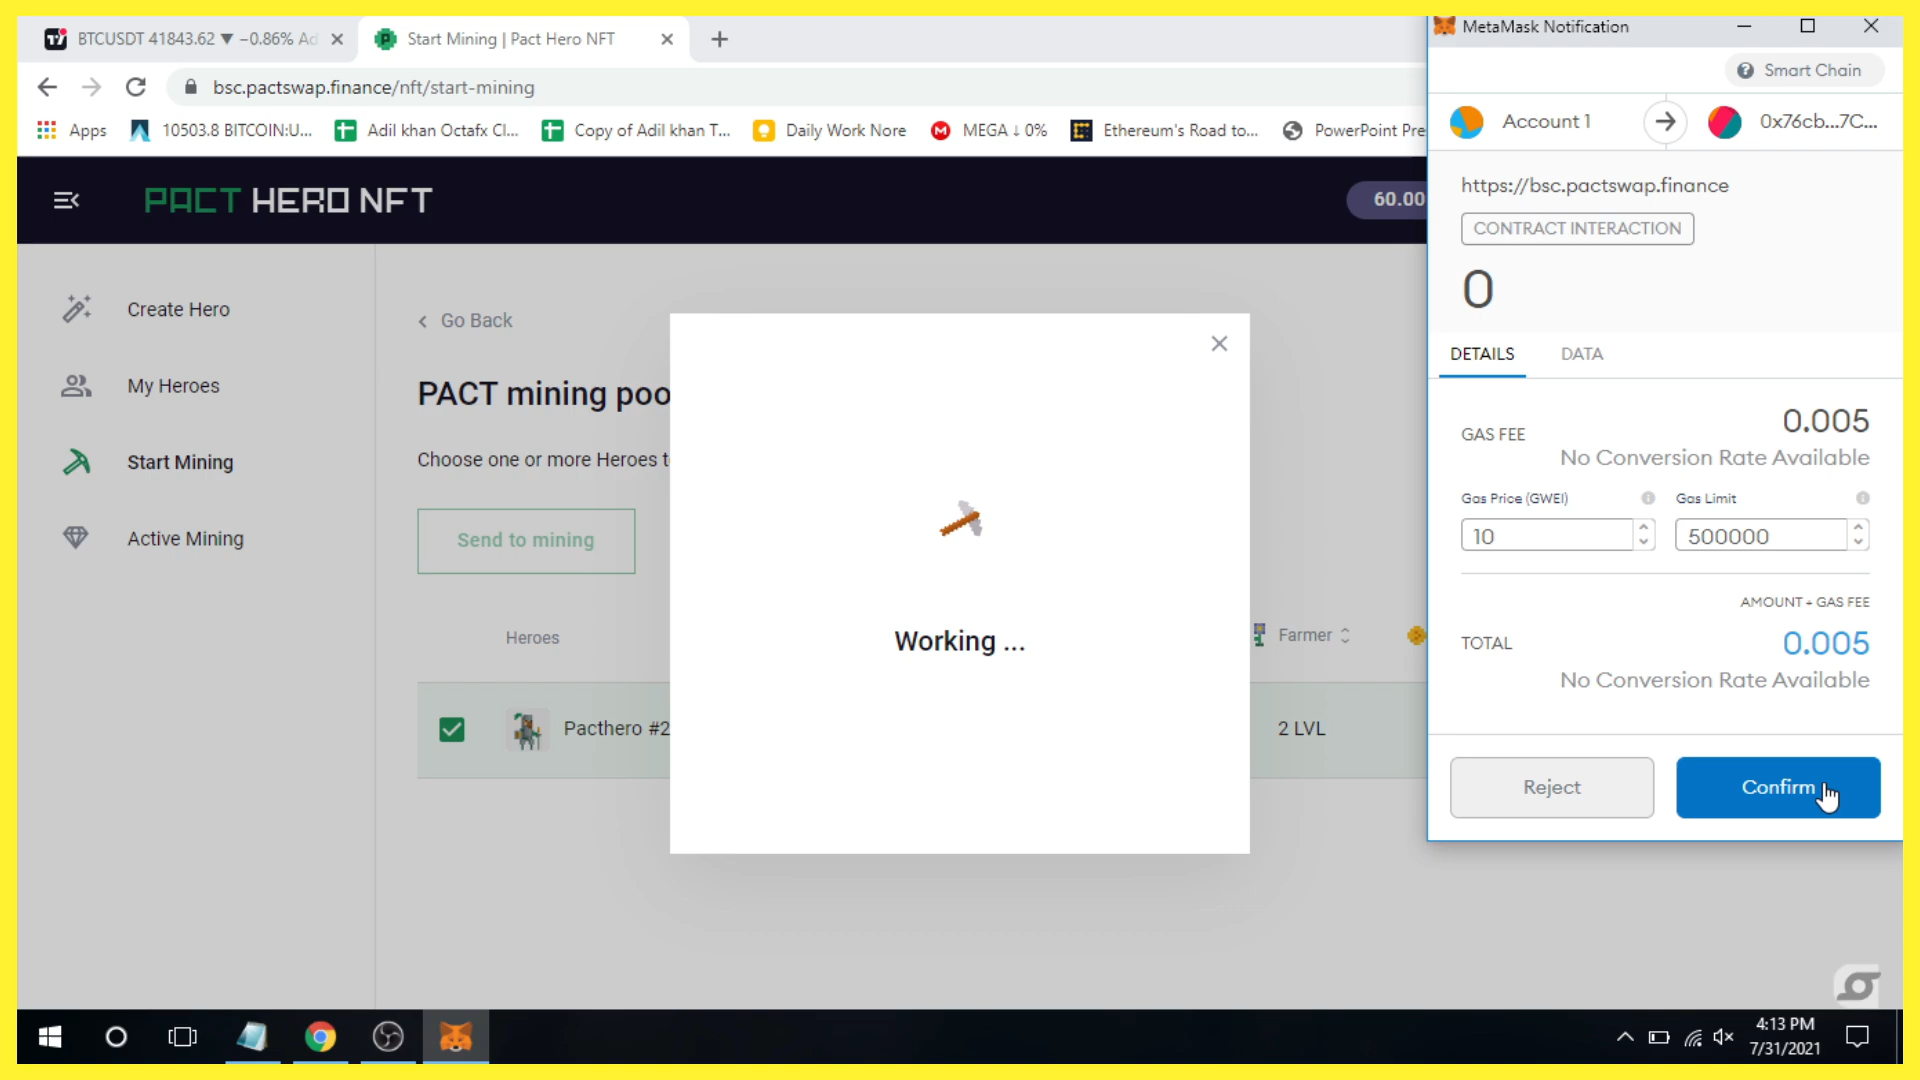 BTCUSDT 41843.62 ▼ −0.86% Ad
Start Mining | Pact Hero NFT
MetaMask Notification
Smart Chain
bsc.pactswap.finance/nft/start-mining
Account 1
0x76cb...7C...
Apps
10503.8 BITCOIN:U...
Adil khan Octafx Cl...
Copy of Adil khan T...
Daily Work Nore
MEGA ↓ 0%
Ethereum's Road to...
PowerPoint Pre
PACT HERO NFT
60.00
https://bsc.pactswap.finance
CONTRACT INTERACTION
0
DETAILS
DATA
Create Hero
My Heroes
Start Mining
Active Mining
Go Back
PACT mining poo
Choose one or more Heroes t
Send to mining
Heroes
Farmer
Pacthero #2
2 LVL
Working ...
GAS FEE
0.005
No Conversion Rate Available
Gas Price (GWEI)
Gas Limit
10
500000
AMOUNT + GAS FEE
TOTAL
0.005
No Conversion Rate Available
Reject
Confirm
4:13 PM
7/31/2021